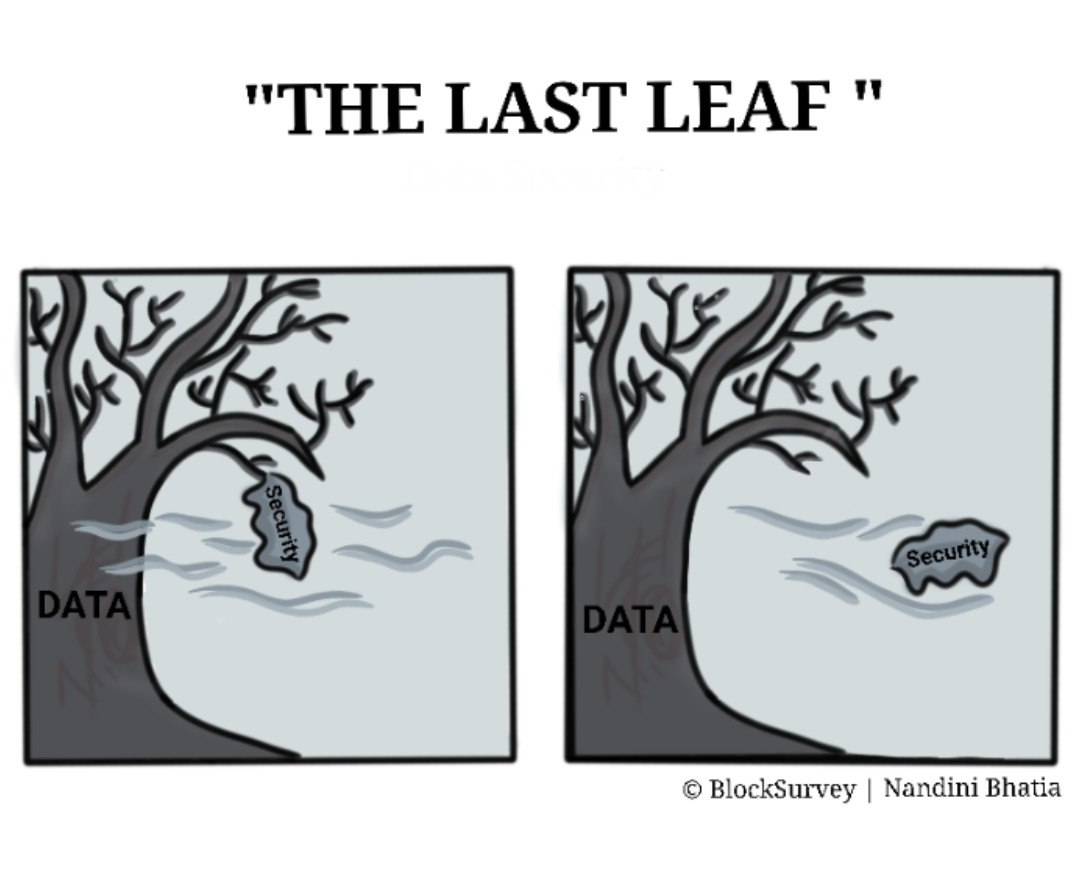 "THE LAST LEAF "
Security
DATA
Security
DATA
© BlockSurvey | Nandini Bhatia